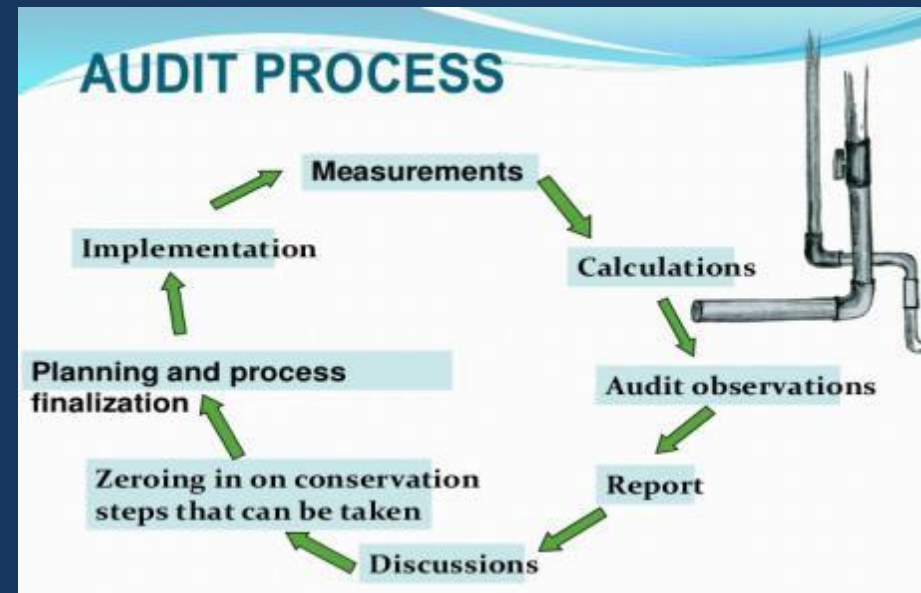 AUDIT PROCESS
Measurements
Calculations
Audit observations
Report
Discussions
Zeroing in on conservation
steps that can be taken
Planning and process
finalization
Implementation